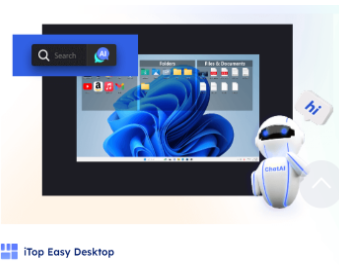 hi
Search
AI
Folders
Files & Documents
ChatAI
iTop Easy Desktop